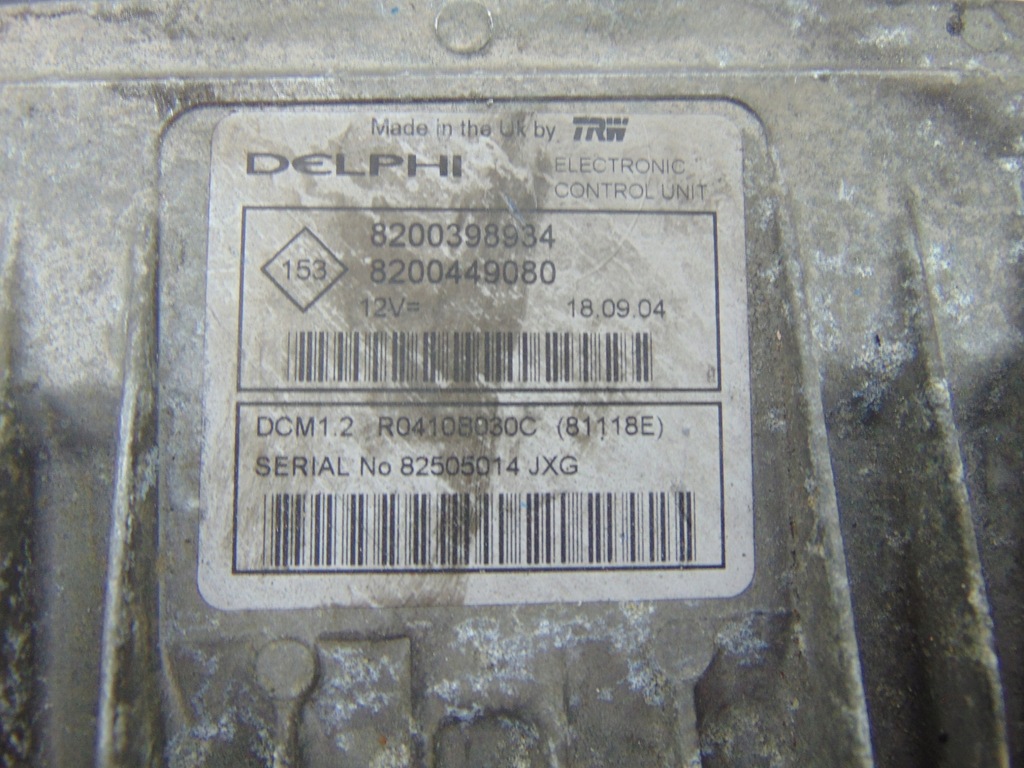 Made in the Uk by TRW
DELPHI
ELECTRONIC
CONTROL UNIT
8200398934
153
8200449080
12V=
18.09.04
DCM1.2 R0410B030C (81118E)
SERIAL No 82505014 JXG